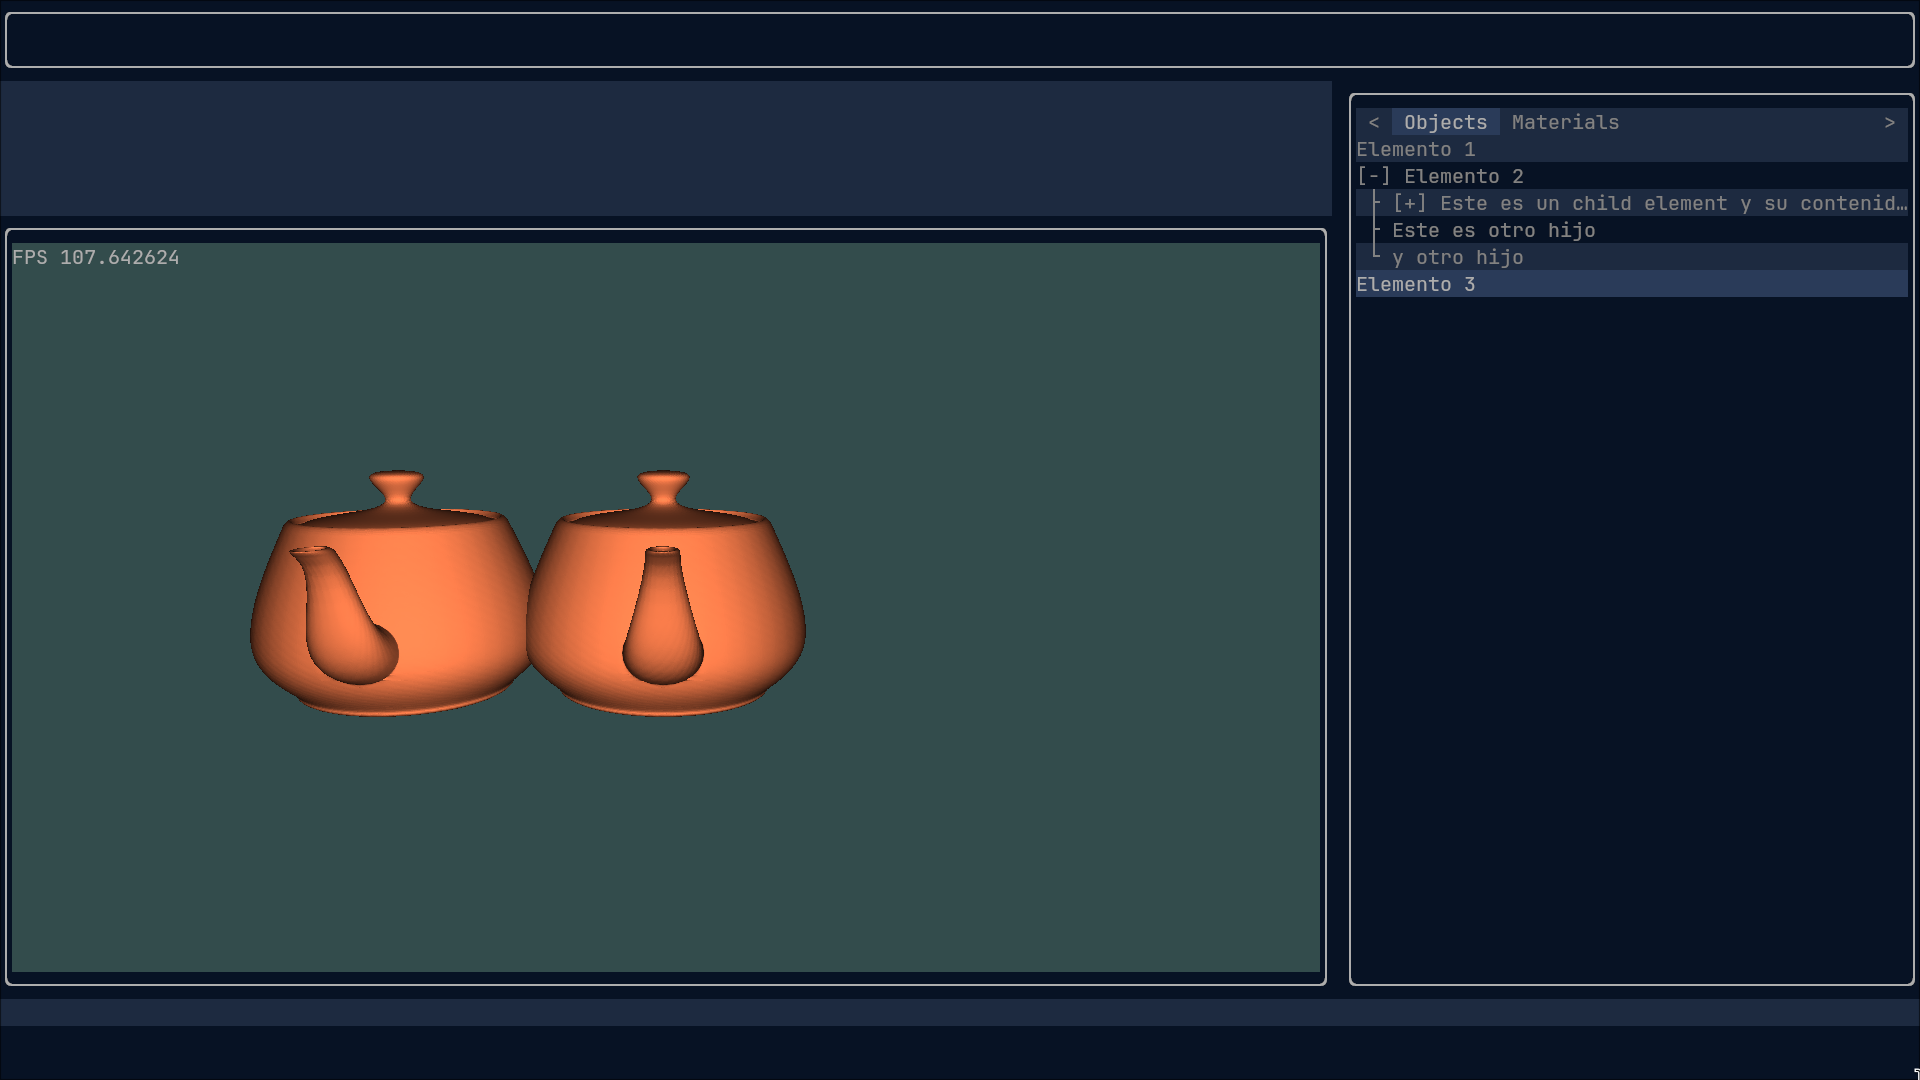 < Objects Materials >
Elemento 1
[-] Elemento 2
[+] Este es un child element y su contenid…
Este es otro hijo
y otro hijo
Elemento 3
FPS 107.642624